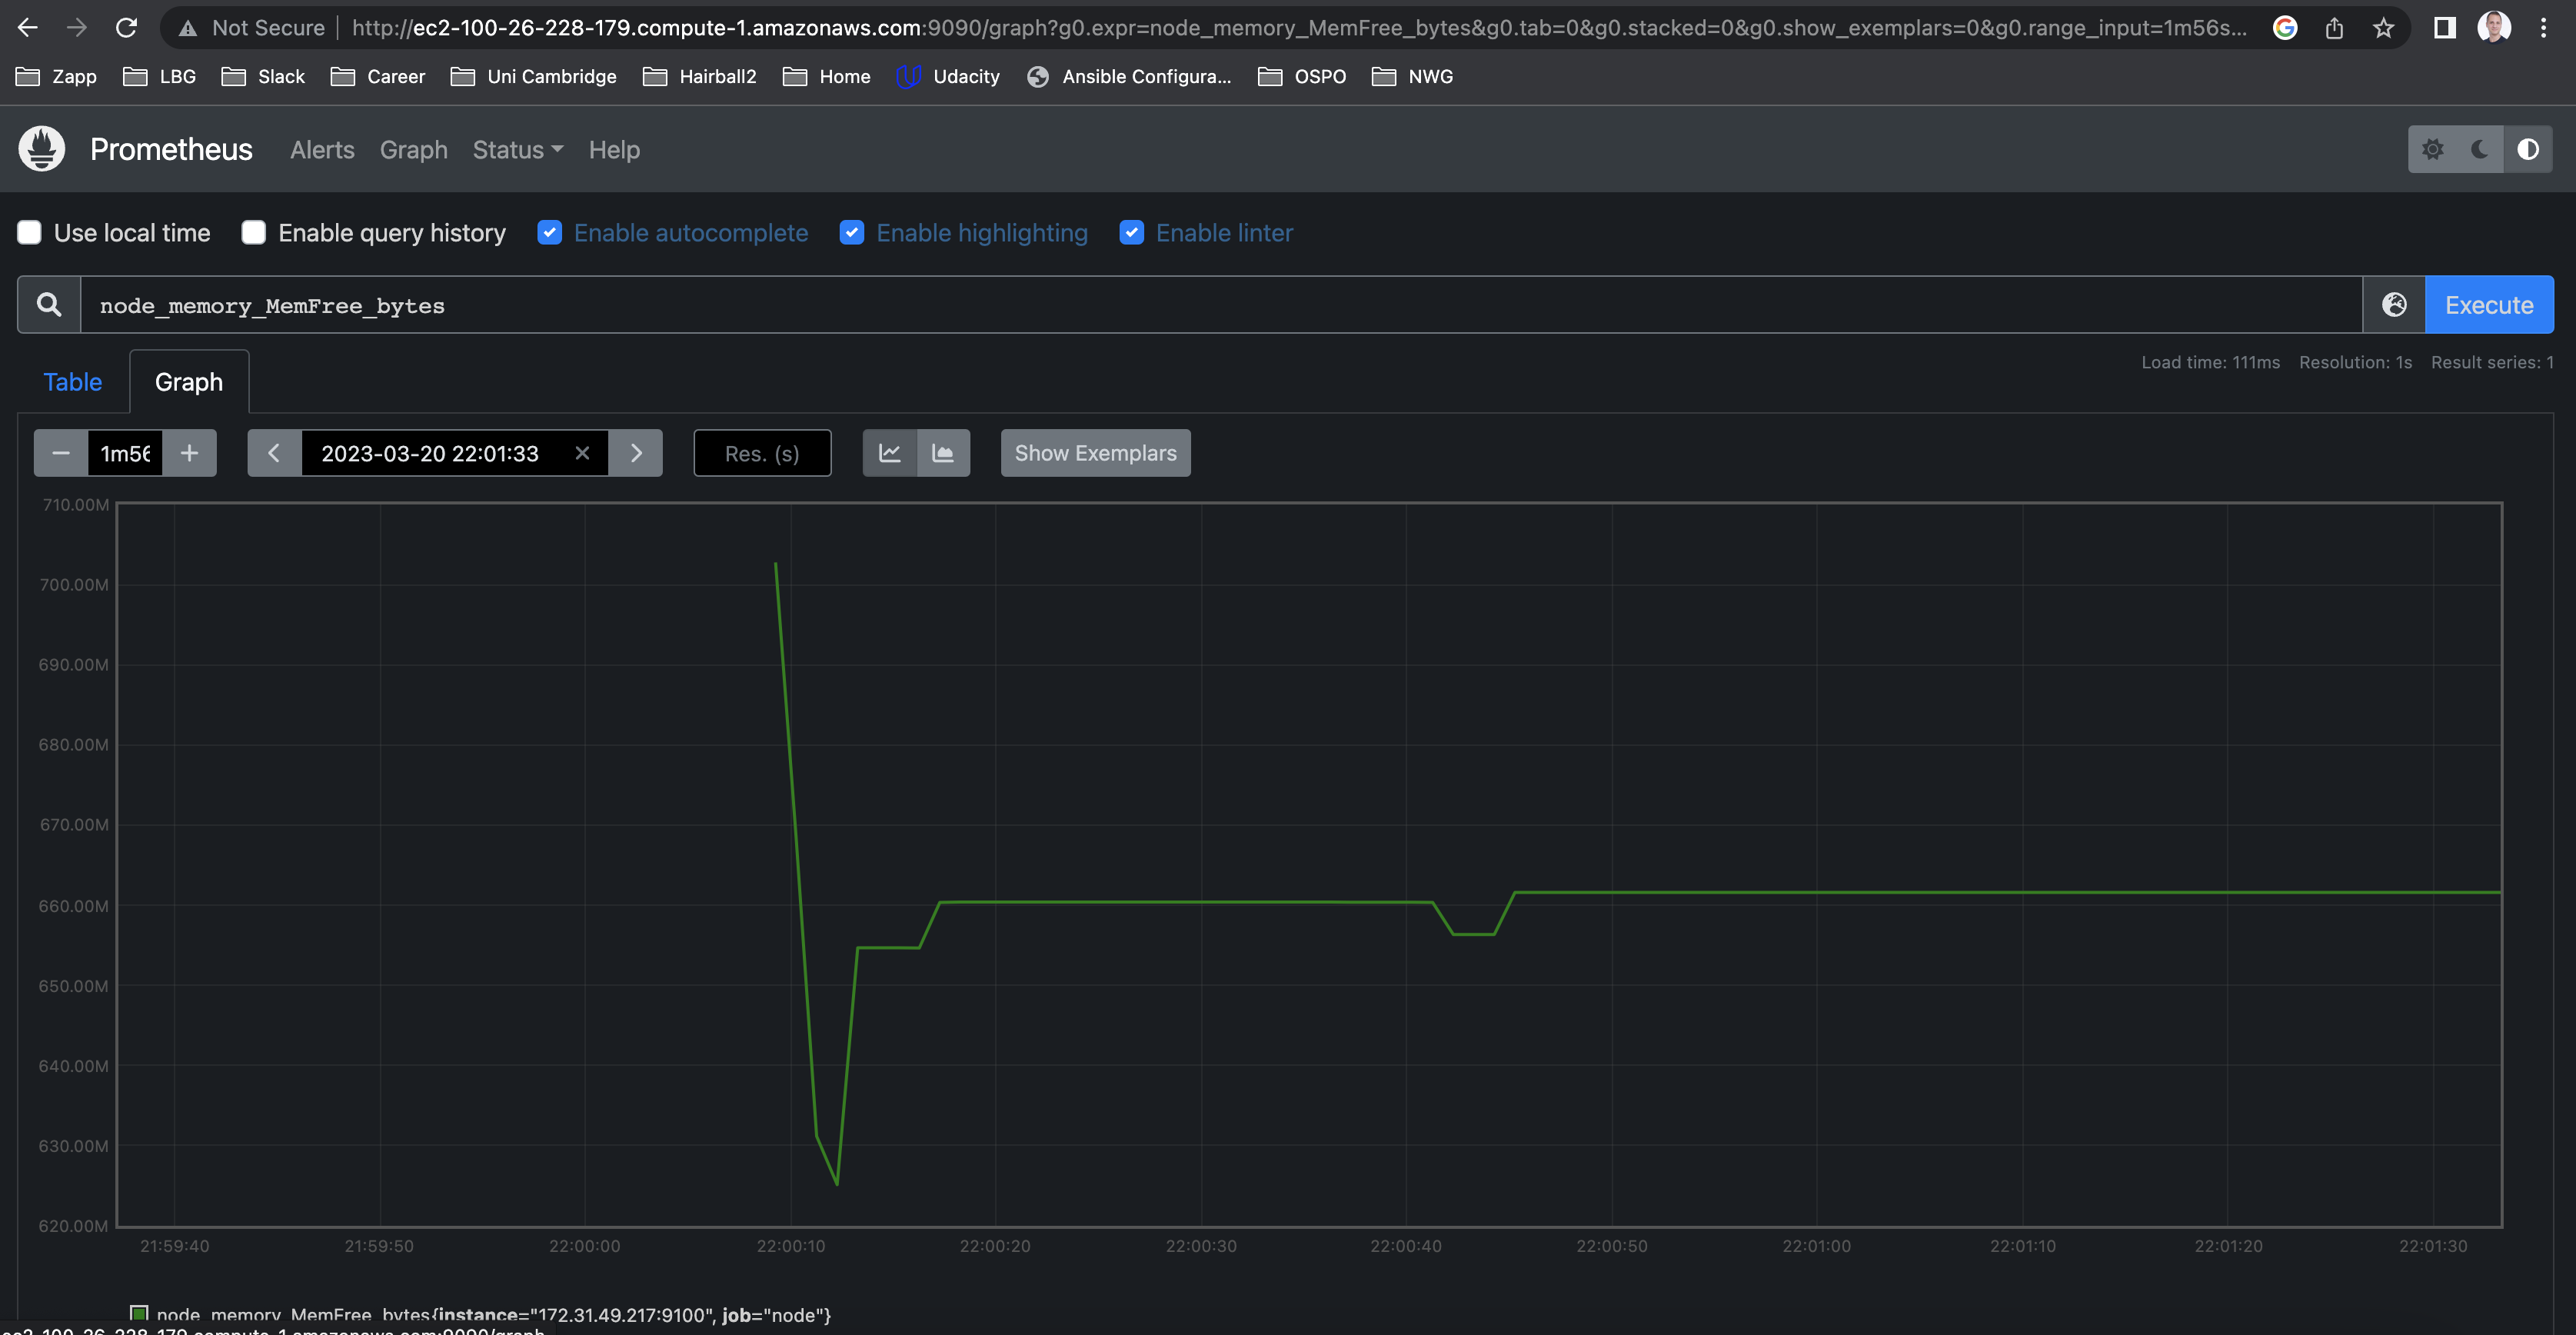 Not Secure http://ec2-100-26-228-179.compute-1.amazonaws.com:9090/graph?g0.expr=node_memory_MemFree_bytes&g0.tab=0&g0.stacked=0&g0.show_exemplars=0&g0.range_input=1m56s...
Zapp LBG Slack Career Uni Cambridge Hairball2 Home Udacity Ansible Configura... OSPO NWG
Prometheus Alerts Graph Status Help
Use local time Enable query history Enable autocomplete Enable highlighting Enable linter
node_memory_MemFree_bytes Execute
Load time: 111ms Resolution: 1s Result series: 1
Table Graph
1m56 2023-03-20 22:01:33 Res. (s) Show Exemplars
710.00M
700.00M
690.00M
680.00M
670.00M
660.00M
650.00M
640.00M
630.00M
620.00M
21:59:40 21:59:50 22:00:00 22:00:10 22:00:20 22:00:30 22:00:40 22:00:50 22:01:00 22:01:10 22:01:20 22:01:30
node_memory_MemFree_bytes{instance="172.31.49.217:9100", job="node"}
ec2-100-26-228-179.compute-1.amazonaws.com:9090/graph